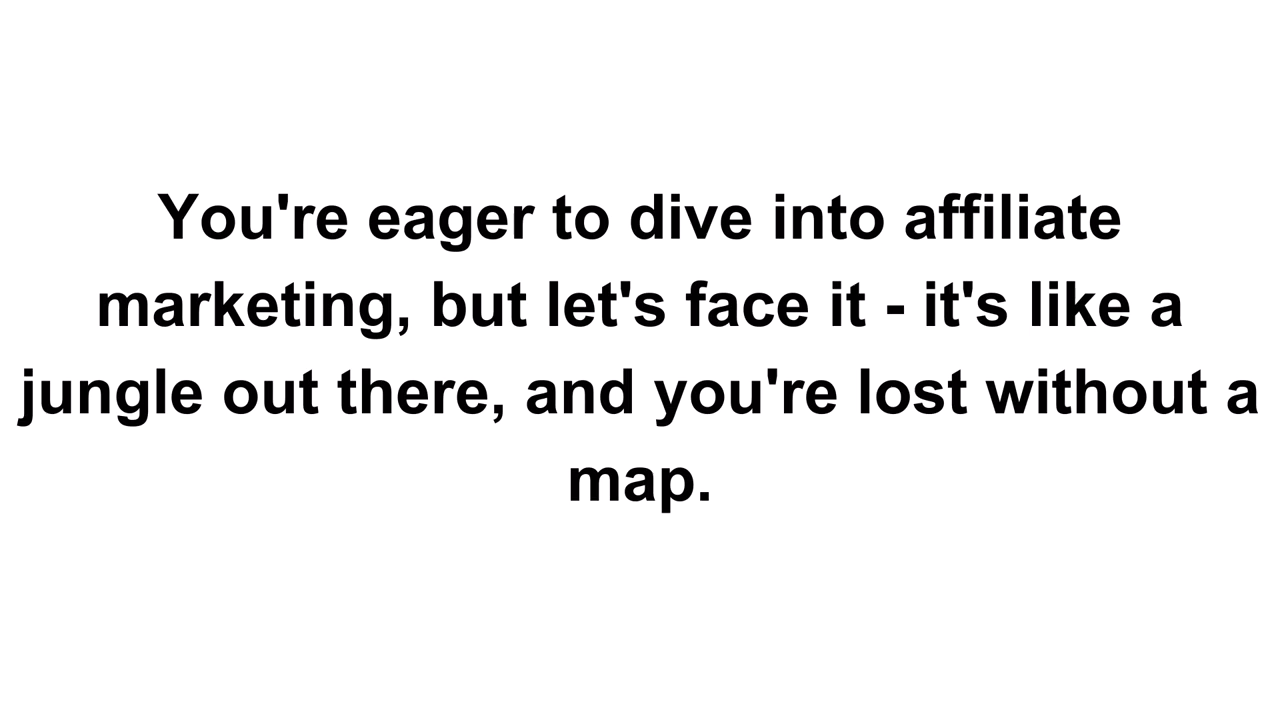 You're eager to dive into affiliate
marketing, but let's face it - it's like a
jungle out there, and you're lost without a
map.